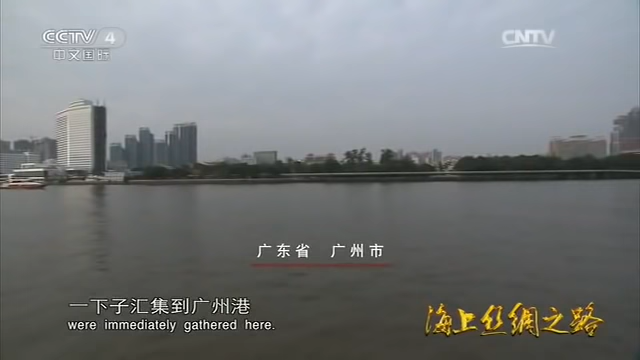 CCTV 4
中文国际
CNTV
广东省 广州市
一下子汇集到广州港
were immediately gathered here.
海上丝绸之路